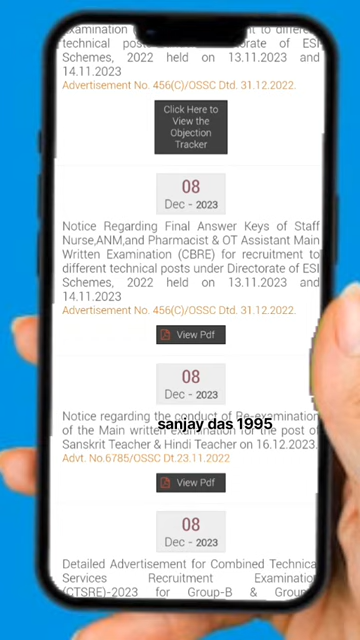 technical
Schemes, 2022 held on 13.11.2023 and
14.11.2023
Advertisement No. 456(C)/OSSC Dtd. 31.12.2022.
Click Here to
View the
Objection
Tracker
08
Dec - 2023
Notice Regarding Final Answer Keys of Staff
Nurse,ANM,and Pharmacist & OT Assistant Main
Written Examination (CBRE) for recruitment to
different technical posts under Directorate of ESI
Schemes, 2022 held on 13.11.2023 and
14.11.2023
Advertisement No. 456(C)/OSSC Dtd. 31.12.2022.
View Pdf
08
Dec - 2023
Notice regarding the conduct of Re-examination
sanjay das 1995
of the Main written examination for the post of
Sanskrit Teacher & Hindi Teacher on 16.12.2023.
Advt. No.6785/OSSC Dt.23.11.2022
View Pdf
08
Dec - 2023
Detailed Advertisement for Combined Technical
Services Recruitment Examination
(CTSRE)-2023 for Group-B &